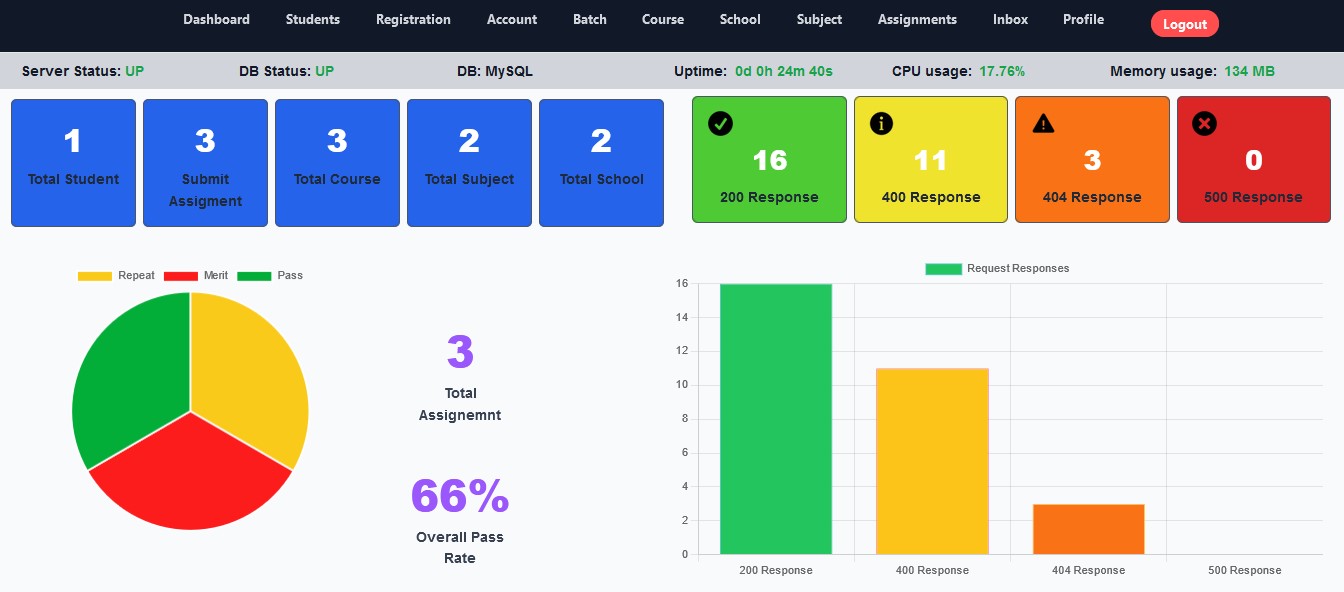 Dashboard Students Registration Account Batch Course School Subject Assignments Inbox Profile Logout
Server Status: UP DB Status: UP DB: MySQL Uptime: 0d 0h 24m 40s CPU usage: 17.76% Memory usage: 134 MB
1
Total Student
3
Submit
Assigment
3
Total Course
2
Total Subject
2
Total School
16
200 Response
11
400 Response
3
404 Response
0
500 Response
Repeat Merit Pass
3
Total
Assignemnt
66%
Overall Pass
Rate
Request Responses
16
14
12
10
8
6
4
2
0
200 Response 400 Response 404 Response 500 Response